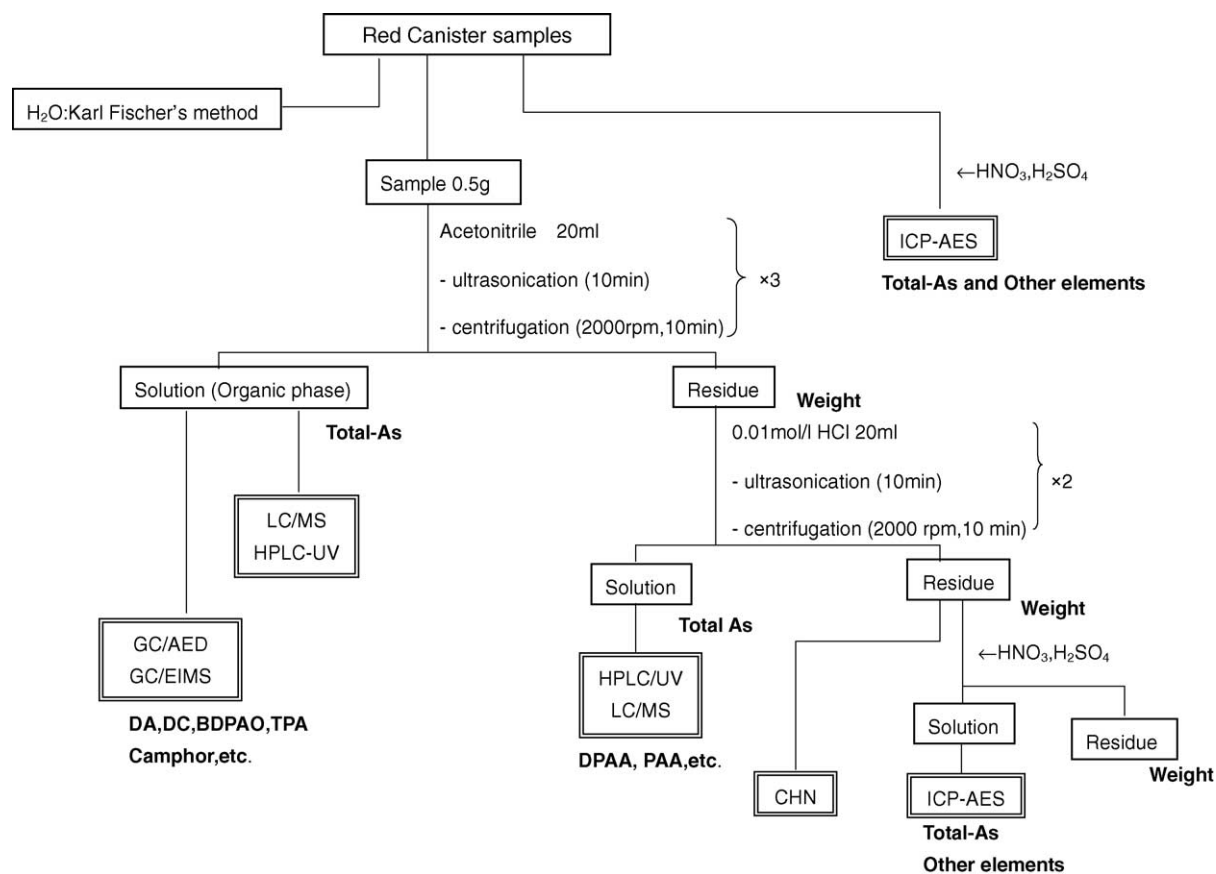 Red Canister samples
H₂O:Karl Fischer's method
Sample 0.5g
←HNO₃,H₂SO₄
ICP-AES
Total-As and Other elements
Acetonitrile 20ml
- ultrasonication (10min)
- centrifugation (2000rpm,10min)
×3
Solution (Organic phase)
Total-As
LC/MS
HPLC-UV
GC/AED
GC/EIMS
DA,DC,BDPAO,TPA
Camphor,etc.
Residue
Weight
0.01mol/l HCl 20ml
- ultrasonication (10min)
- centrifugation (2000 rpm,10 min)
×2
Solution
Total As
HPLC/UV
LC/MS
DPAA, PAA,etc.
Residue
Weight
←HNO₃,H₂SO₄
CHN
Solution
ICP-AES
Total-As
Other elements
Residue
Weight